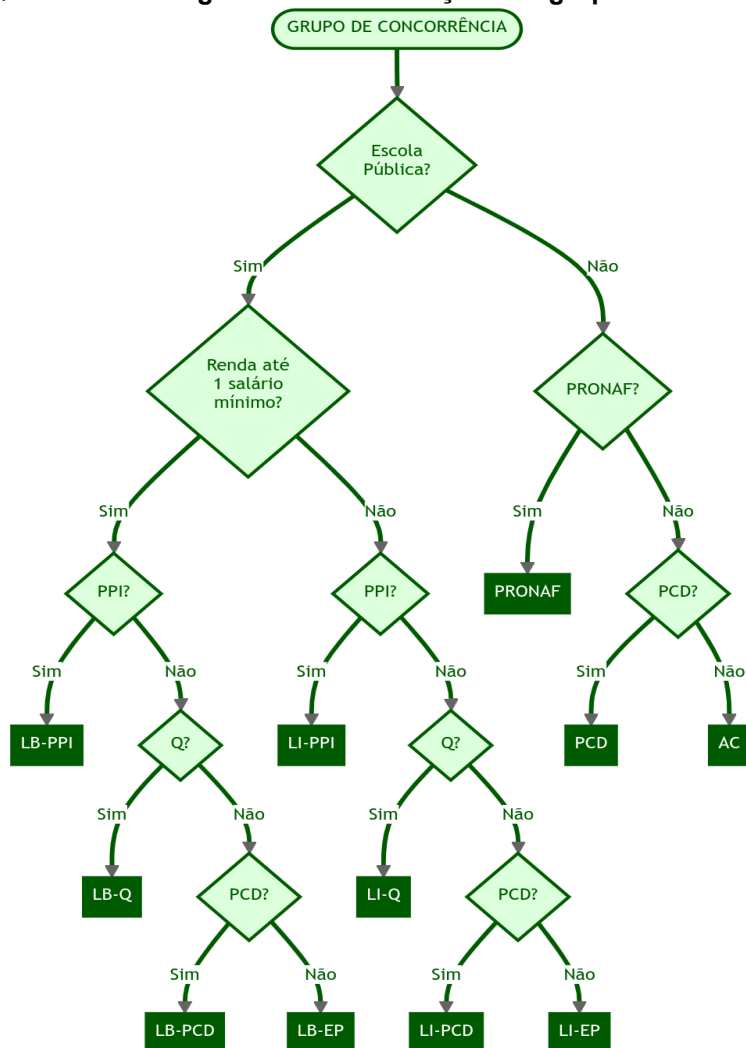 GRUPO DE CONCORRÊNCIA
Escola
Pública?
Sim
Não
Renda até
1 salário
mínimo?
PRONAF?
Sim
Não
Sim
Não
PPI?
PPI?
PRONAF
PCD?
Sim
Não
Sim
Não
Sim
Não
LB-PPI
Q?
LI-PPI
Q?
PCD
AC
Sim
Não
Sim
Não
LB-Q
PCD?
LI-Q
PCD?
Sim
Não
Sim
Não
LB-PCD
LB-EP
LI-PCD
LI-EP